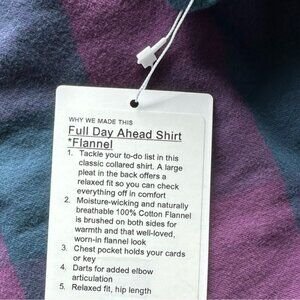 WHY WE MADE THIS
Full Day Ahead Shirt
*Flannel
1. Tackle your to-do list in this
classic collared shirt. A large
pleat in the back offers a
relaxed fit so you can check
everything off in comfort
2. Moisture-wicking and naturally
breathable 100% Cotton Flannel
is brushed on both sides for
warmth and that well-loved,
worn-in flannel look
3. Chest pocket holds your cards
or key
4. Darts for added elbow
articulation
5. Relaxed fit, hip length